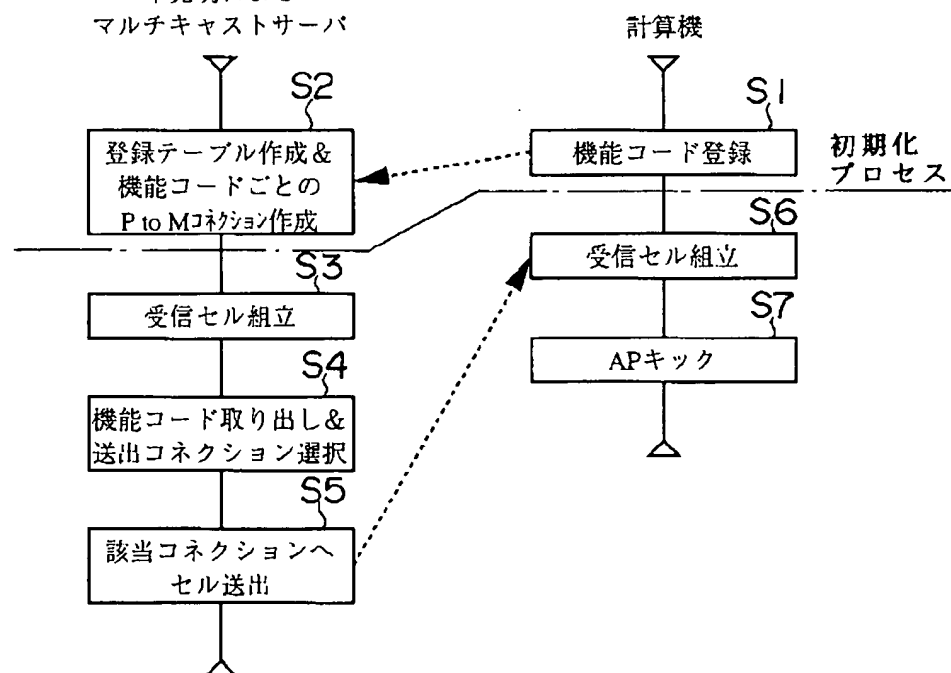 マルチキャストサーバ
計算機
S2
S1
登録テーブル作成&
機能コードごとの
P to Mコネクション作成
機能コード登録
初期化
プロセス
S6
受信セル組立
S3
受信セル組立
S7
APキック
S4
機能コード取り出し&
送出コネクション選択
S5
該当コネクションへ
セル送出